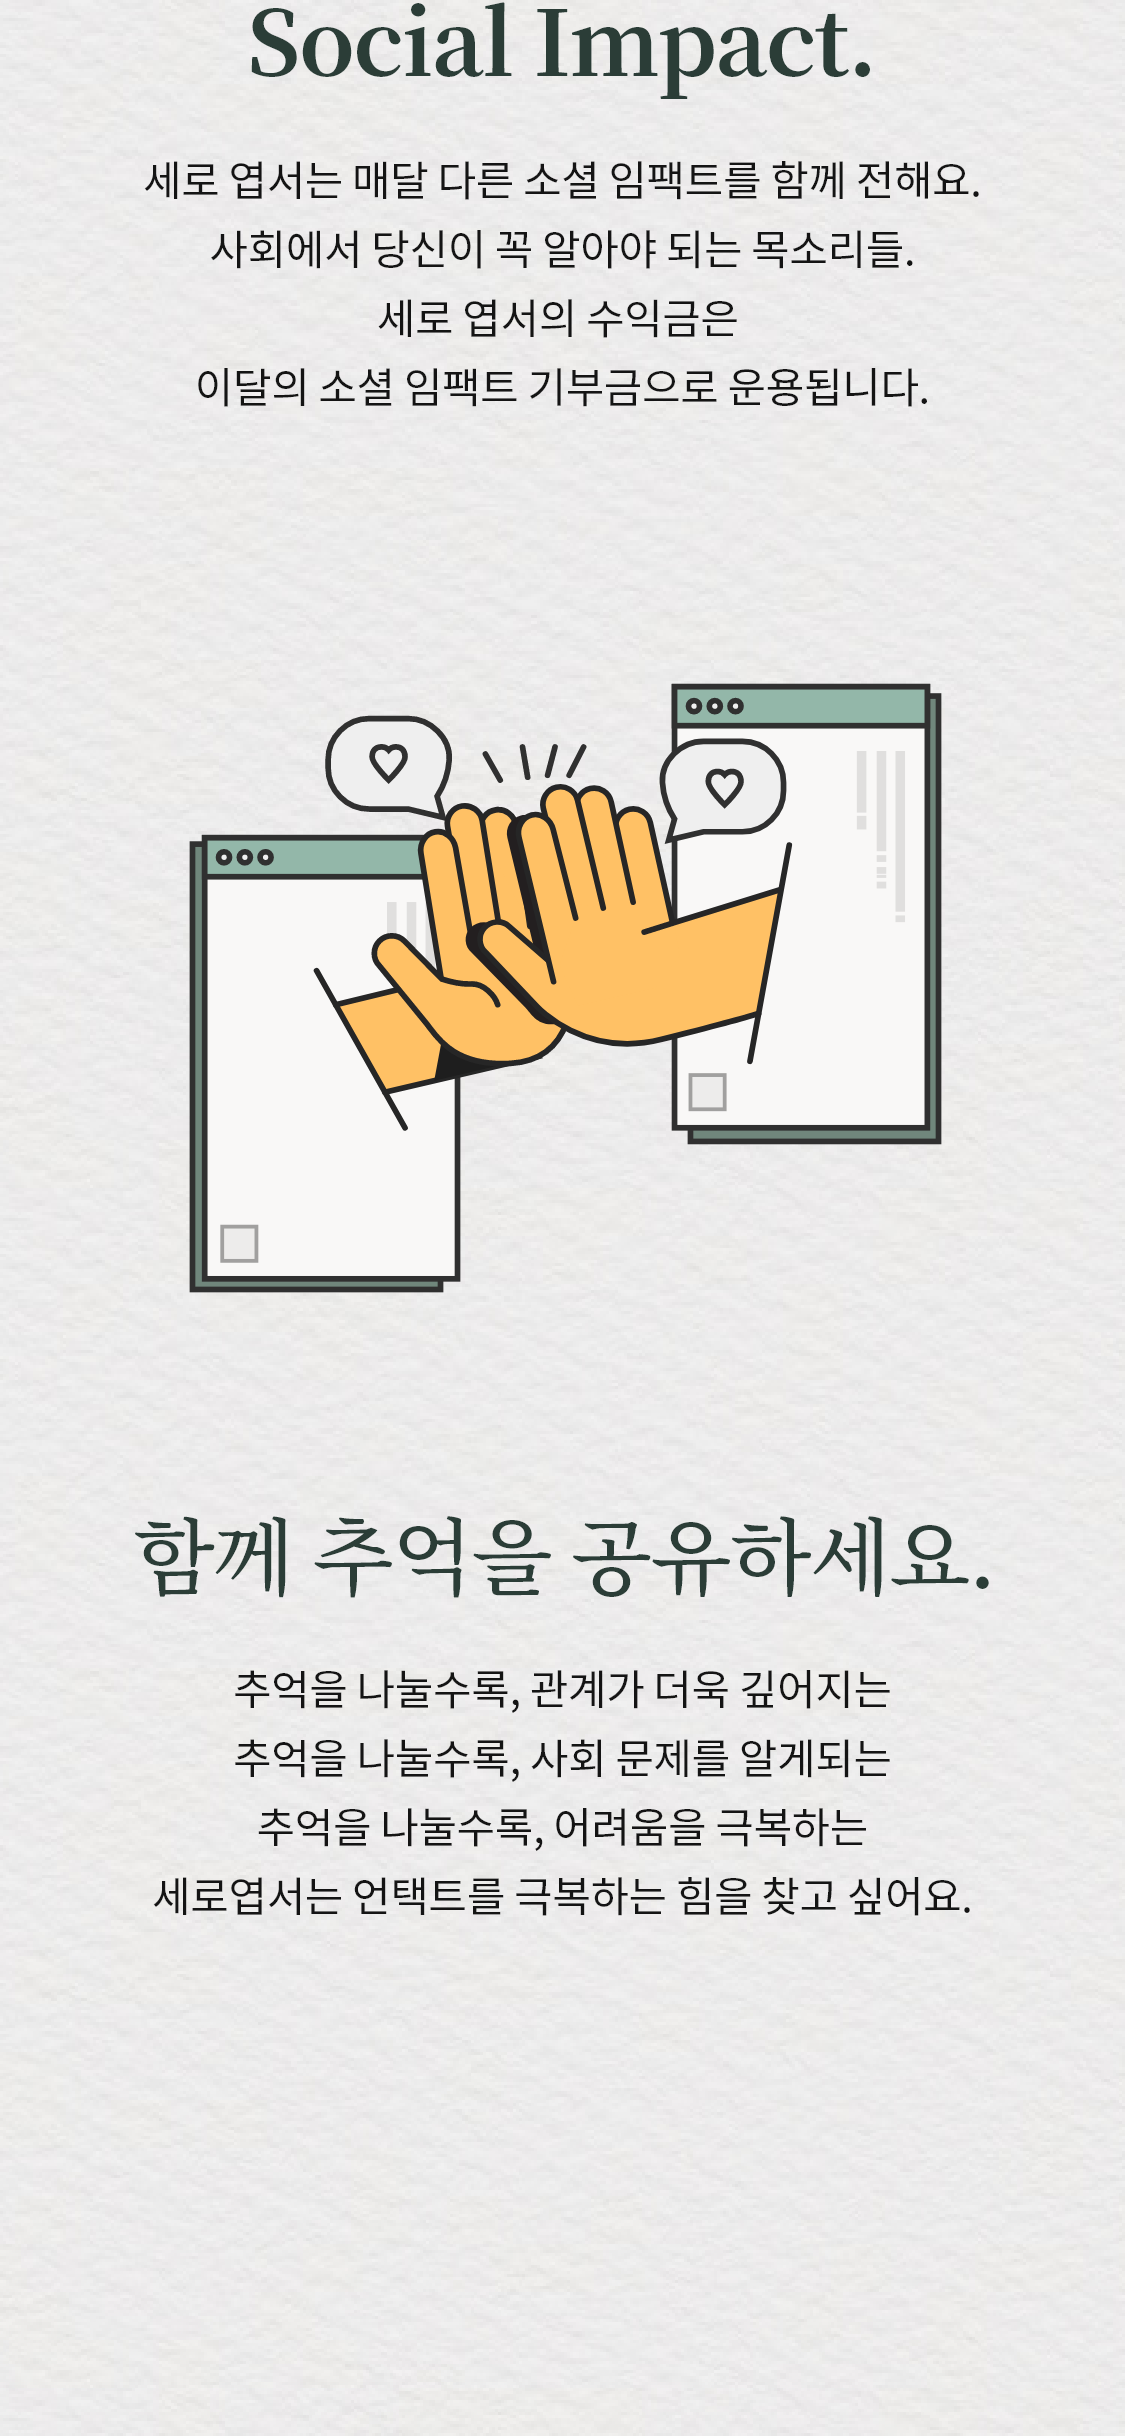 Social Impact.
세로 엽서는 매달 다른 소셜 임팩트를 함께 전해요.
사회에서 당신이 꼭 알아야 되는 목소리들.
세로 엽서의 수익금은
이달의 소셜 임팩트 기부금으로 운용됩니다.
함께 추억을 공유하세요.
추억을 나눌수록, 관계가 더욱 깊어지는
추억을 나눌수록, 사회 문제를 알게되는
추억을 나눌수록, 어려움을 극복하는
세로엽서는 언택트를 극복하는 힘을 찾고 싶어요.